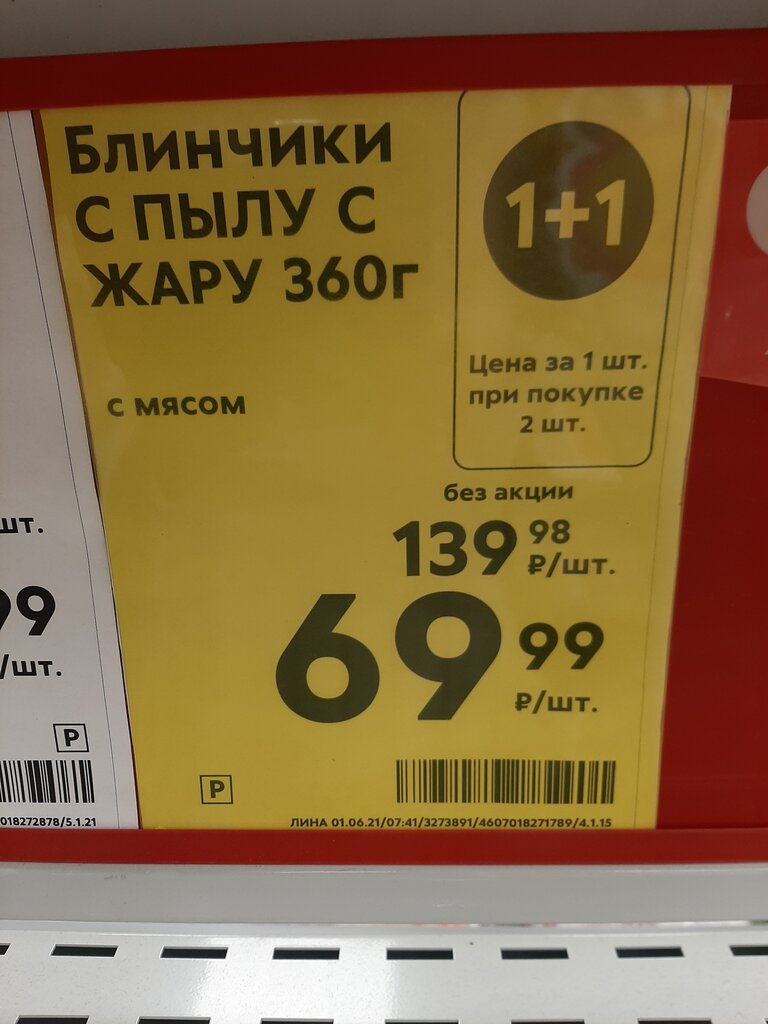 Блинчики
С ПЫЛУ С
ЖАРУ 360г
с мясом
1+1
Цена за 1 шт.
при покупке
2 шт.
без акции
139 98
₽/шт.
69 99
₽/шт.
P
ЛИНА 01.06.21/07:41/3273891/4607018271789/4.1.15
шт.
99
/шт.
P
018272878/5.1.21